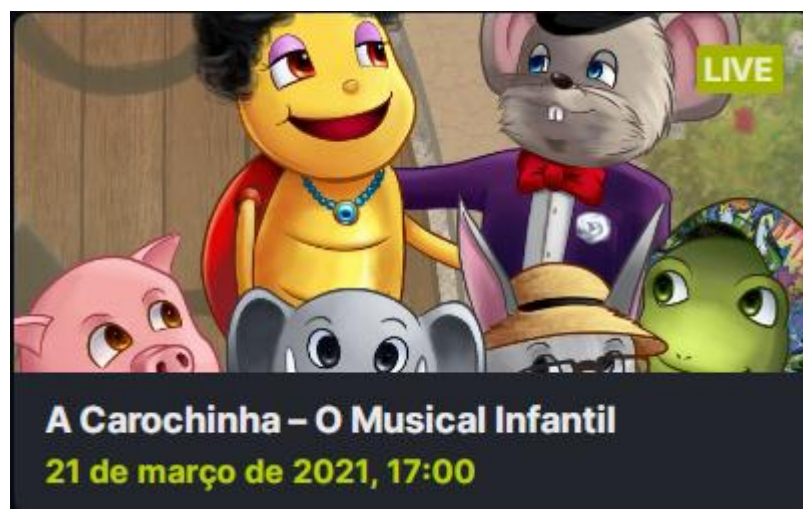 LIVE
A Carochinha – O Musical Infantil
21 de março de 2021, 17:00